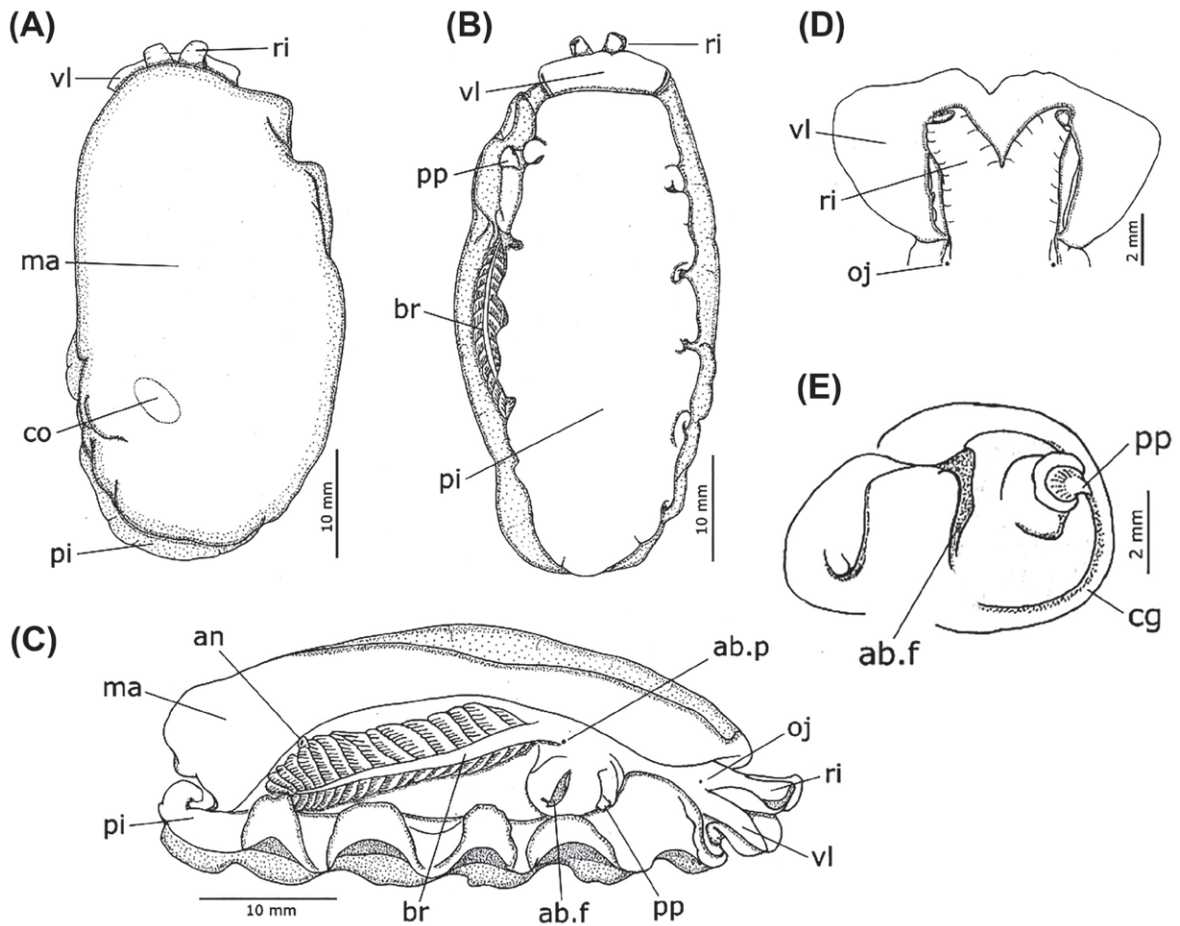 (A)
ri
vl
ma
co
pi
10 mm
(B)
ri
vl
pp
br
pi
10 mm
(D)
vl
ri
oj
2 mm
(E)
pp
2 mm
cg
ab.f
(C)
an
ab.p
ma
oj
ri
pi
vl
10 mm
br
ab.f
pp